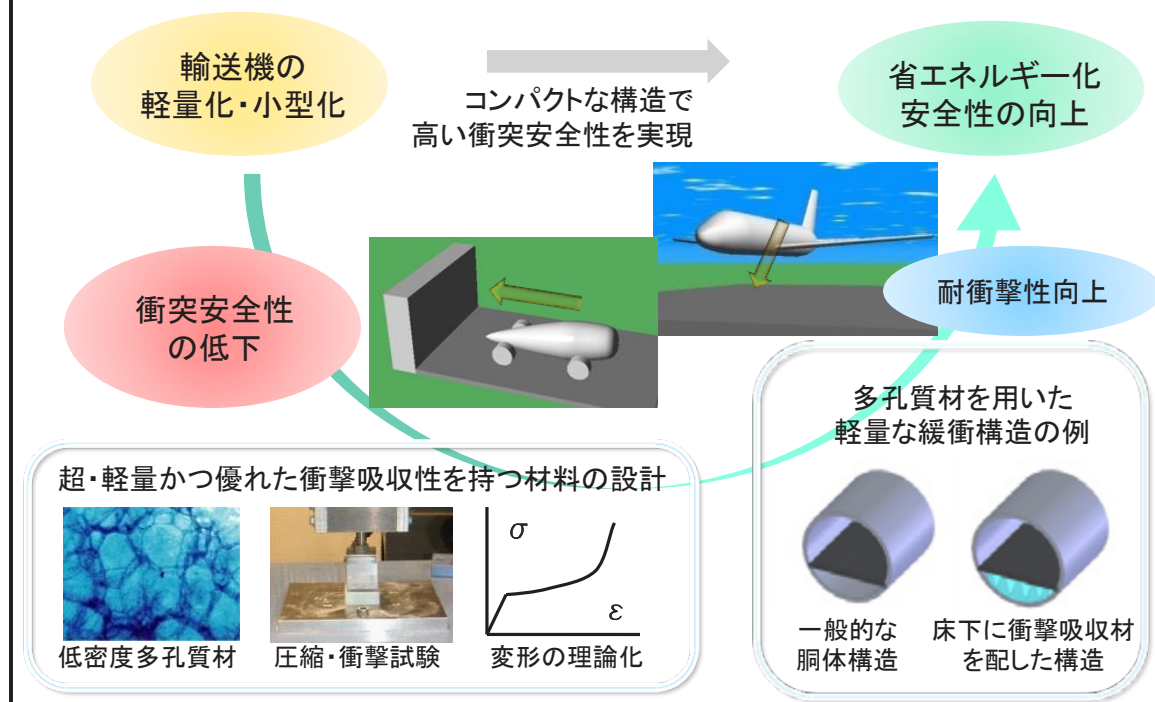 輸送機の
軽量化・小型化
コンパクトな構造で
高い衝突安全性を実現
省エネルギー化
安全性の向上
衝突安全性
の低下
耐衝撃性向上
超・軽量かつ優れた衝撃吸収性を持つ材料の設計
σ
ε
低密度多孔質材
圧縮・衝撃試験
変形の理論化
多孔質材を用いた
軽量な緩衝構造の例
一般的な
胴体構造
床下に衝撃吸収材
を配した構造